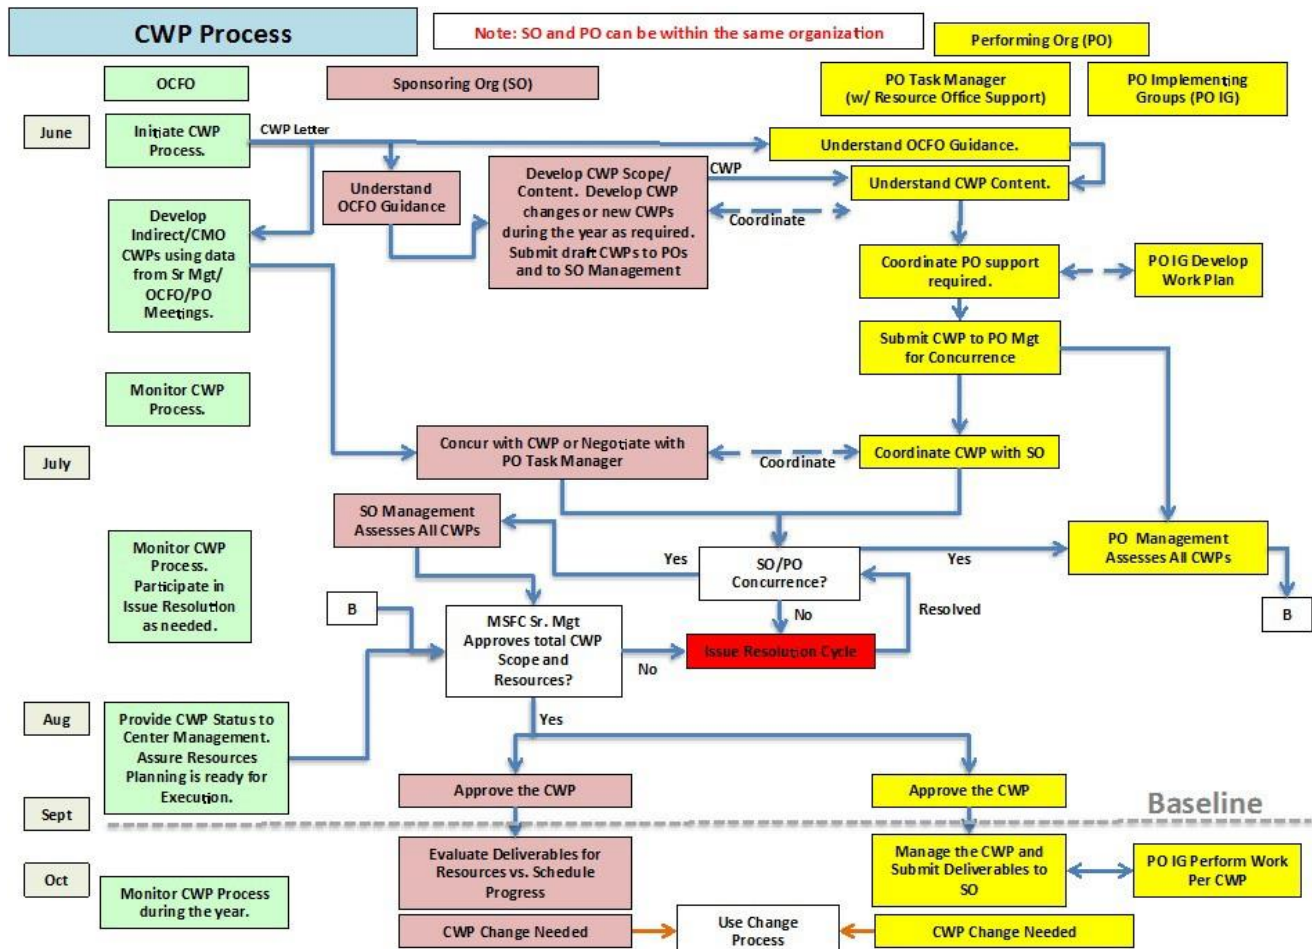 CWP Process
Note: SO and PO can be within the same organization
Performing Org (PO)
OCFO
Sponsoring Org (SO)
PO Task Manager
(w/ Resource Office Support)
PO Implementing
Groups (PO IG)
June
Initiate CWP
Process.
CWP Letter
Understand OCFO Guidance.
Understand
OCFO Guidance
Develop CWP Scope/
Content. Develop CWP
changes or new CWPs
during the year as required.
Submit draft CWPs to POs
and to SO Management
CWP
Coordinate
Understand CWP Content.
Develop
Indirect/CMO
CWPs using data
from Sr Mgt/
OCFO/PO
Meetings.
Coordinate PO support
required.
PO IG Develop
Work Plan
Submit CWP to PO Mgt
for Concurrence
Monitor CWP
Process.
July
Concur with CWP or Negotiate with
PO Task Manager
Coordinate
Coordinate CWP with SO
SO Management
Assesses All CWPs
Yes
SO/PO
Concurrence?
Yes
PO Management
Assesses All CWPs
Monitor CWP
Process.
Participate in
Issue Resolution
as needed.
B
No
Resolved
B
MSFC Sr. Mgt
Approves total CWP
Scope and
Resources?
No
Issue Resolution Cycle
Aug
Provide CWP Status to
Center Management.
Assure Resources
Planning is ready for
Execution.
Yes
Approve the CWP
Approve the CWP
Baseline
Sept
Oct
Evaluate Deliverables for
Resources vs. Schedule
Progress
Manage the CWP and
Submit Deliverables to
SO
PO IG Perform Work
Per CWP
Monitor CWP Process
during the year.
CWP Change Needed
Use Change
Process
CWP Change Needed